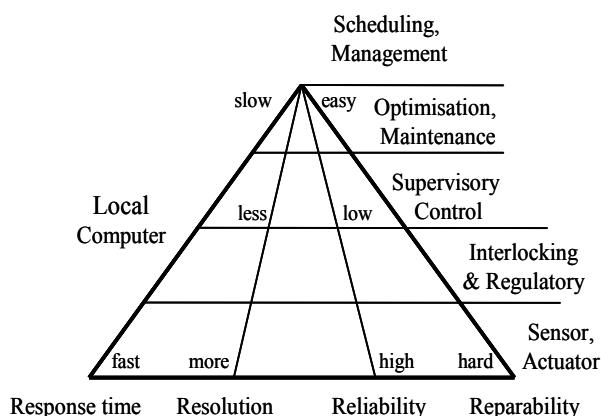 Scheduling,
Management
slow easy
Optimisation,
Maintenance
Supervisory
Control
Local
Computer
less low
Interlocking
& Regulatory
Sensor,
Actuator
fast more high hard
Response time Resolution Reliability Reparability